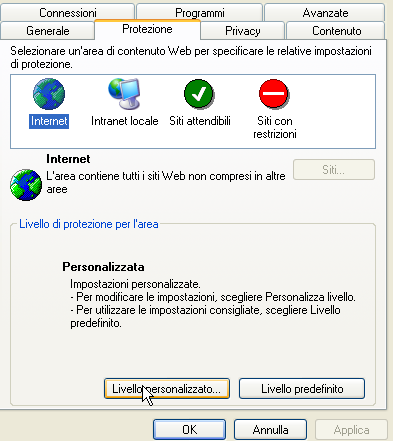 Connessioni Programmi Avanzate
Generale Protezione Privacy Contenuto
Selezionare un'area di contenuto Web per specificare le relative impostazioni
di protezione.
Internet Intranet locale Siti attendibili Siti con
restrizioni
Internet
L'area contiene tutti i siti Web non compresi in altre
aree
Siti...
Livello di protezione per l'area
Personalizzata
Impostazioni personalizzate.
- Per modificare le impostazioni, scegliere Personalizza livello.
- Per utilizzare le impostazioni consigliate, scegliere Livello
predefinito.
Livello personalizzato... Livello predefinito
OK Annulla Applica